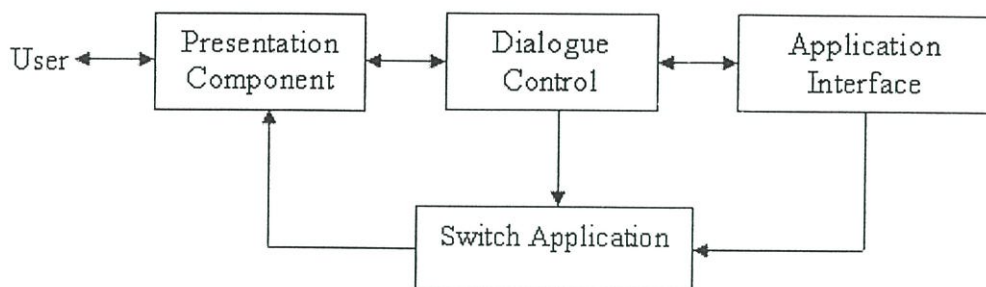 User
Presentation
Component
Dialogue
Control
Application
Interface
Switch Application